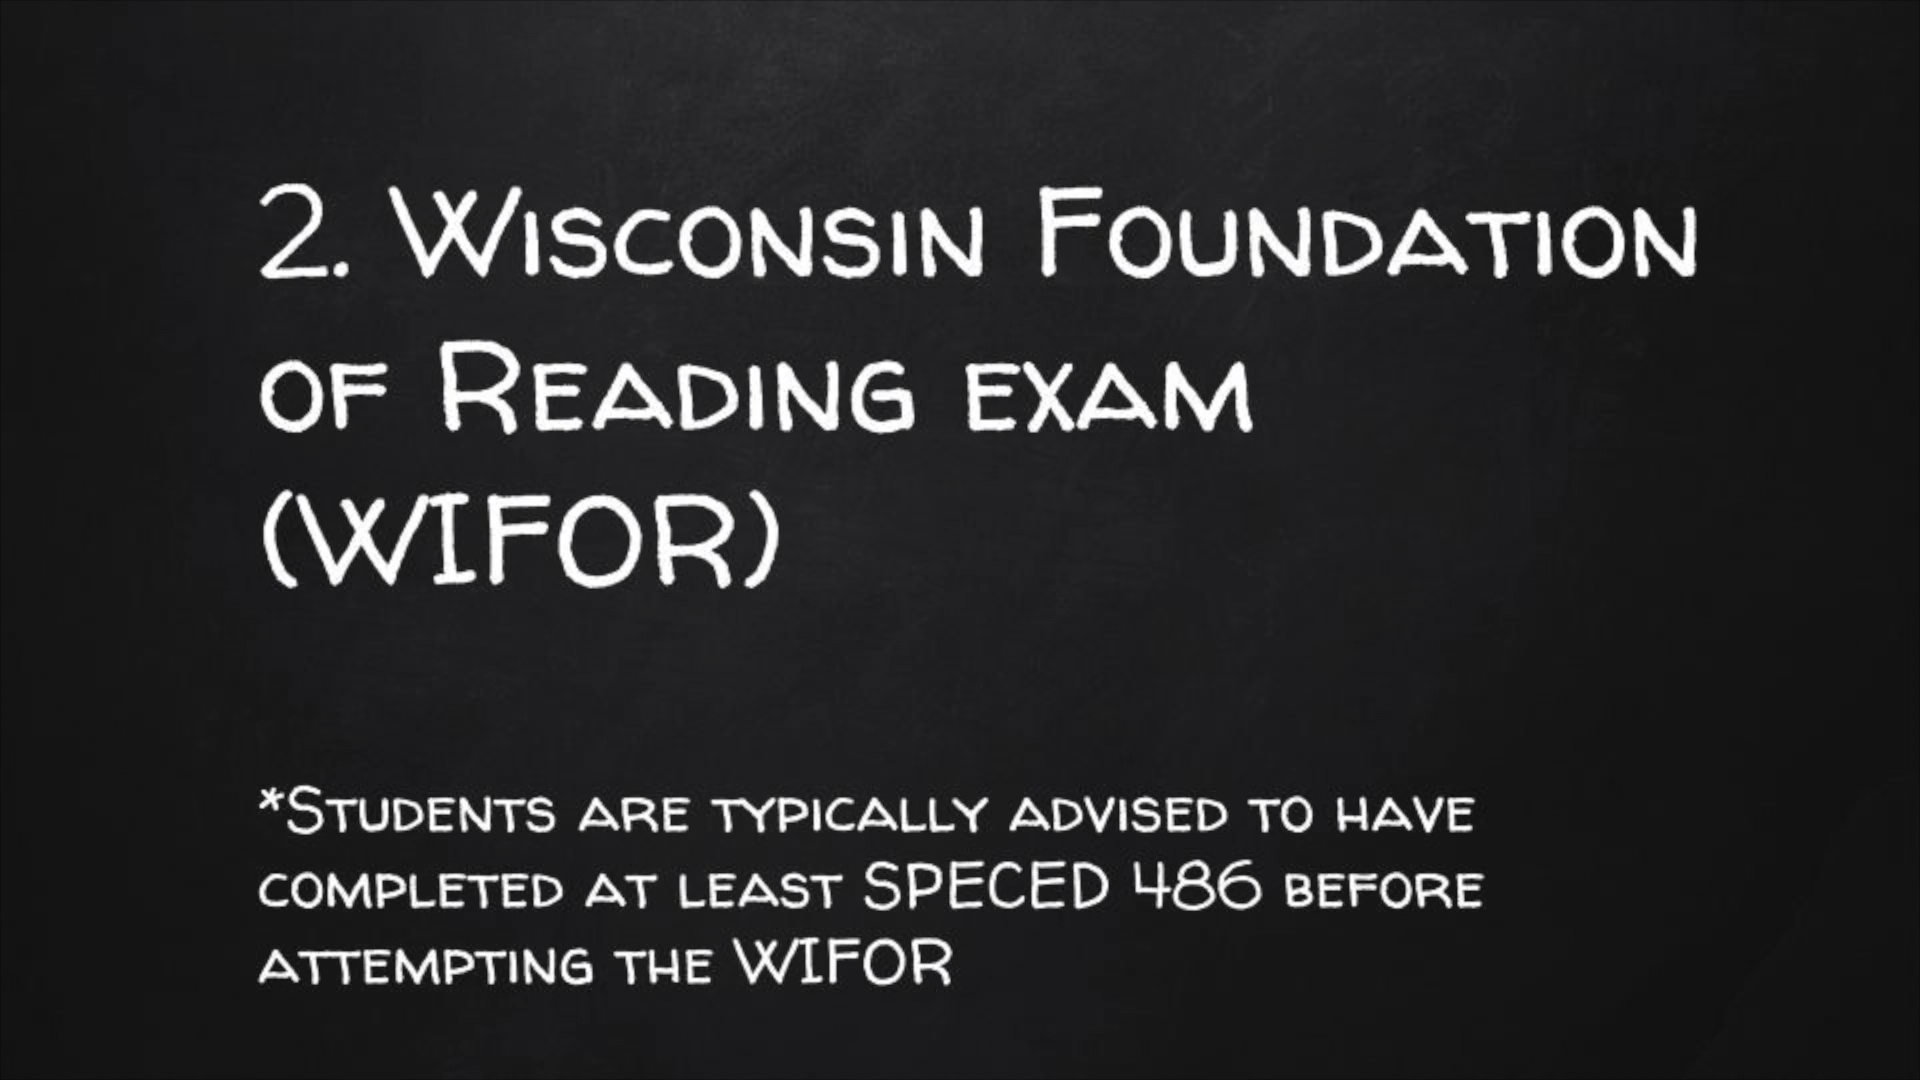 2. Wisconsin Foundation
of Reading exam
(WIFOR)
*Students are typically advised to have
completed at least SPECED 486 before
attempting the WIFOR